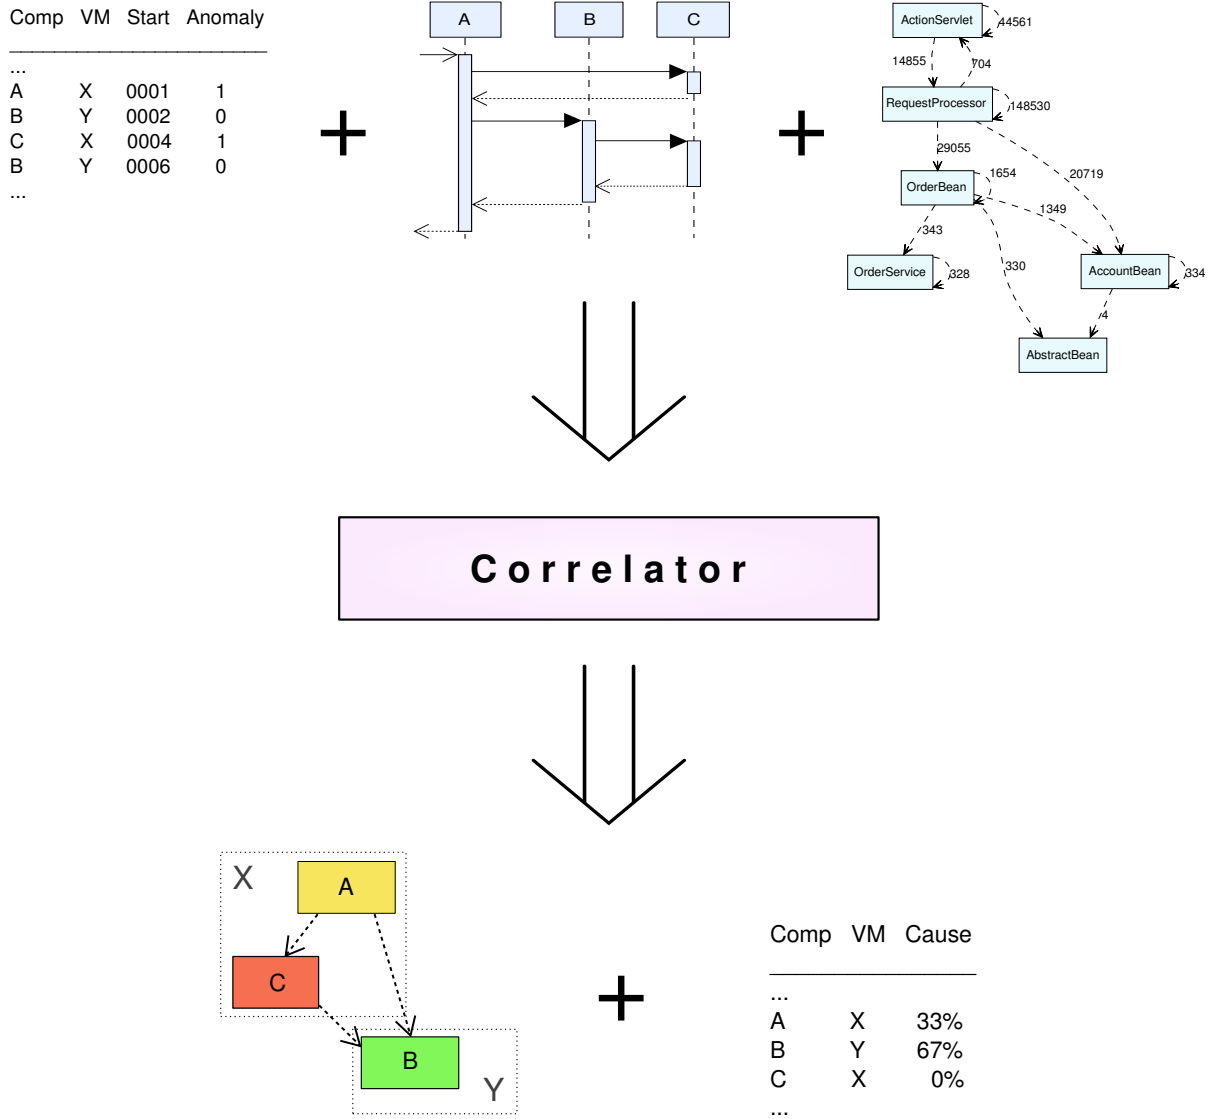 Comp VM Start Anomaly
...
A X 0001 1
B Y 0002 0
C X 0004 1
B Y 0006 0
...
A B C
ActionServlet
44561
14855
704
RequestProcessor
148530
29055
20719
OrderBean
1654
1349
343
330
OrderService
328
AccountBean
334
4
AbstractBean
Correlator
X
A
C
B
Y
Comp VM Cause
...
A X 33%
B Y 67%
C X 0%
...